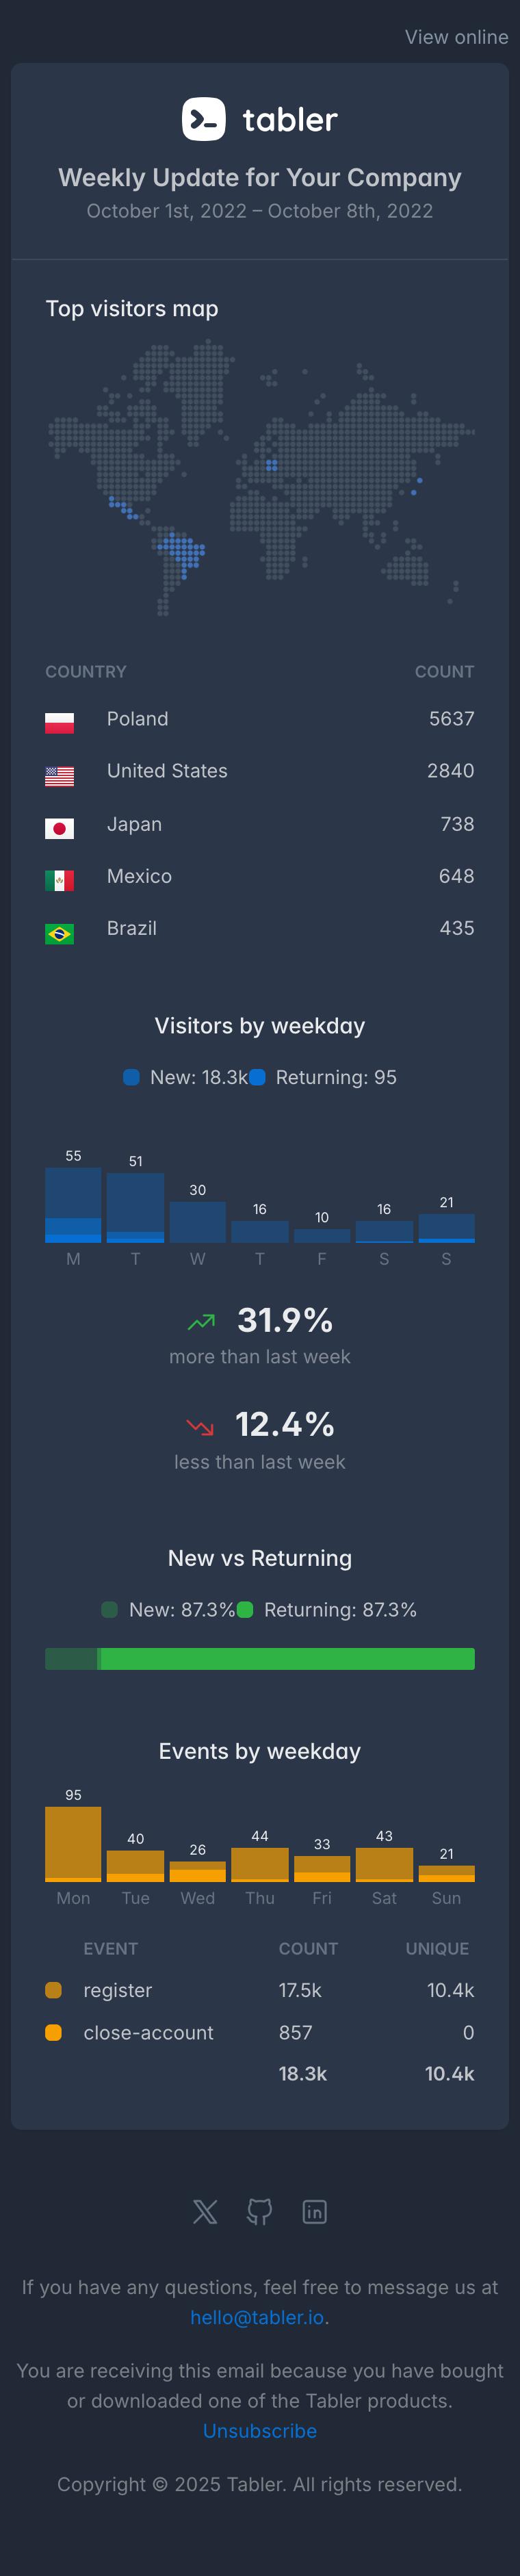 View online
tabler
Weekly Update for Your Company
October 1st, 2022 – October 8th, 2022
Top visitors map
COUNTRY COUNT
Poland 5637
United States 2840
Japan 738
Mexico 648
Brazil 435
Visitors by weekday
New: 18.3k Returning: 95
55 51 30 16 10 16 21
M T W T F S S
31.9%
more than last week
12.4%
less than last week
New vs Returning
New: 87.3% Returning: 87.3%
Events by weekday
95 40 26 44 33 43 21
Mon Tue Wed Thu Fri Sat Sun
EVENT COUNT UNIQUE
register 17.5k 10.4k
close-account 857 0
18.3k 10.4k
If you have any questions, feel free to message us at
hello@tabler.io.
You are receiving this email because you have bought
or downloaded one of the Tabler products.
Unsubscribe
Copyright © 2025 Tabler. All rights reserved.